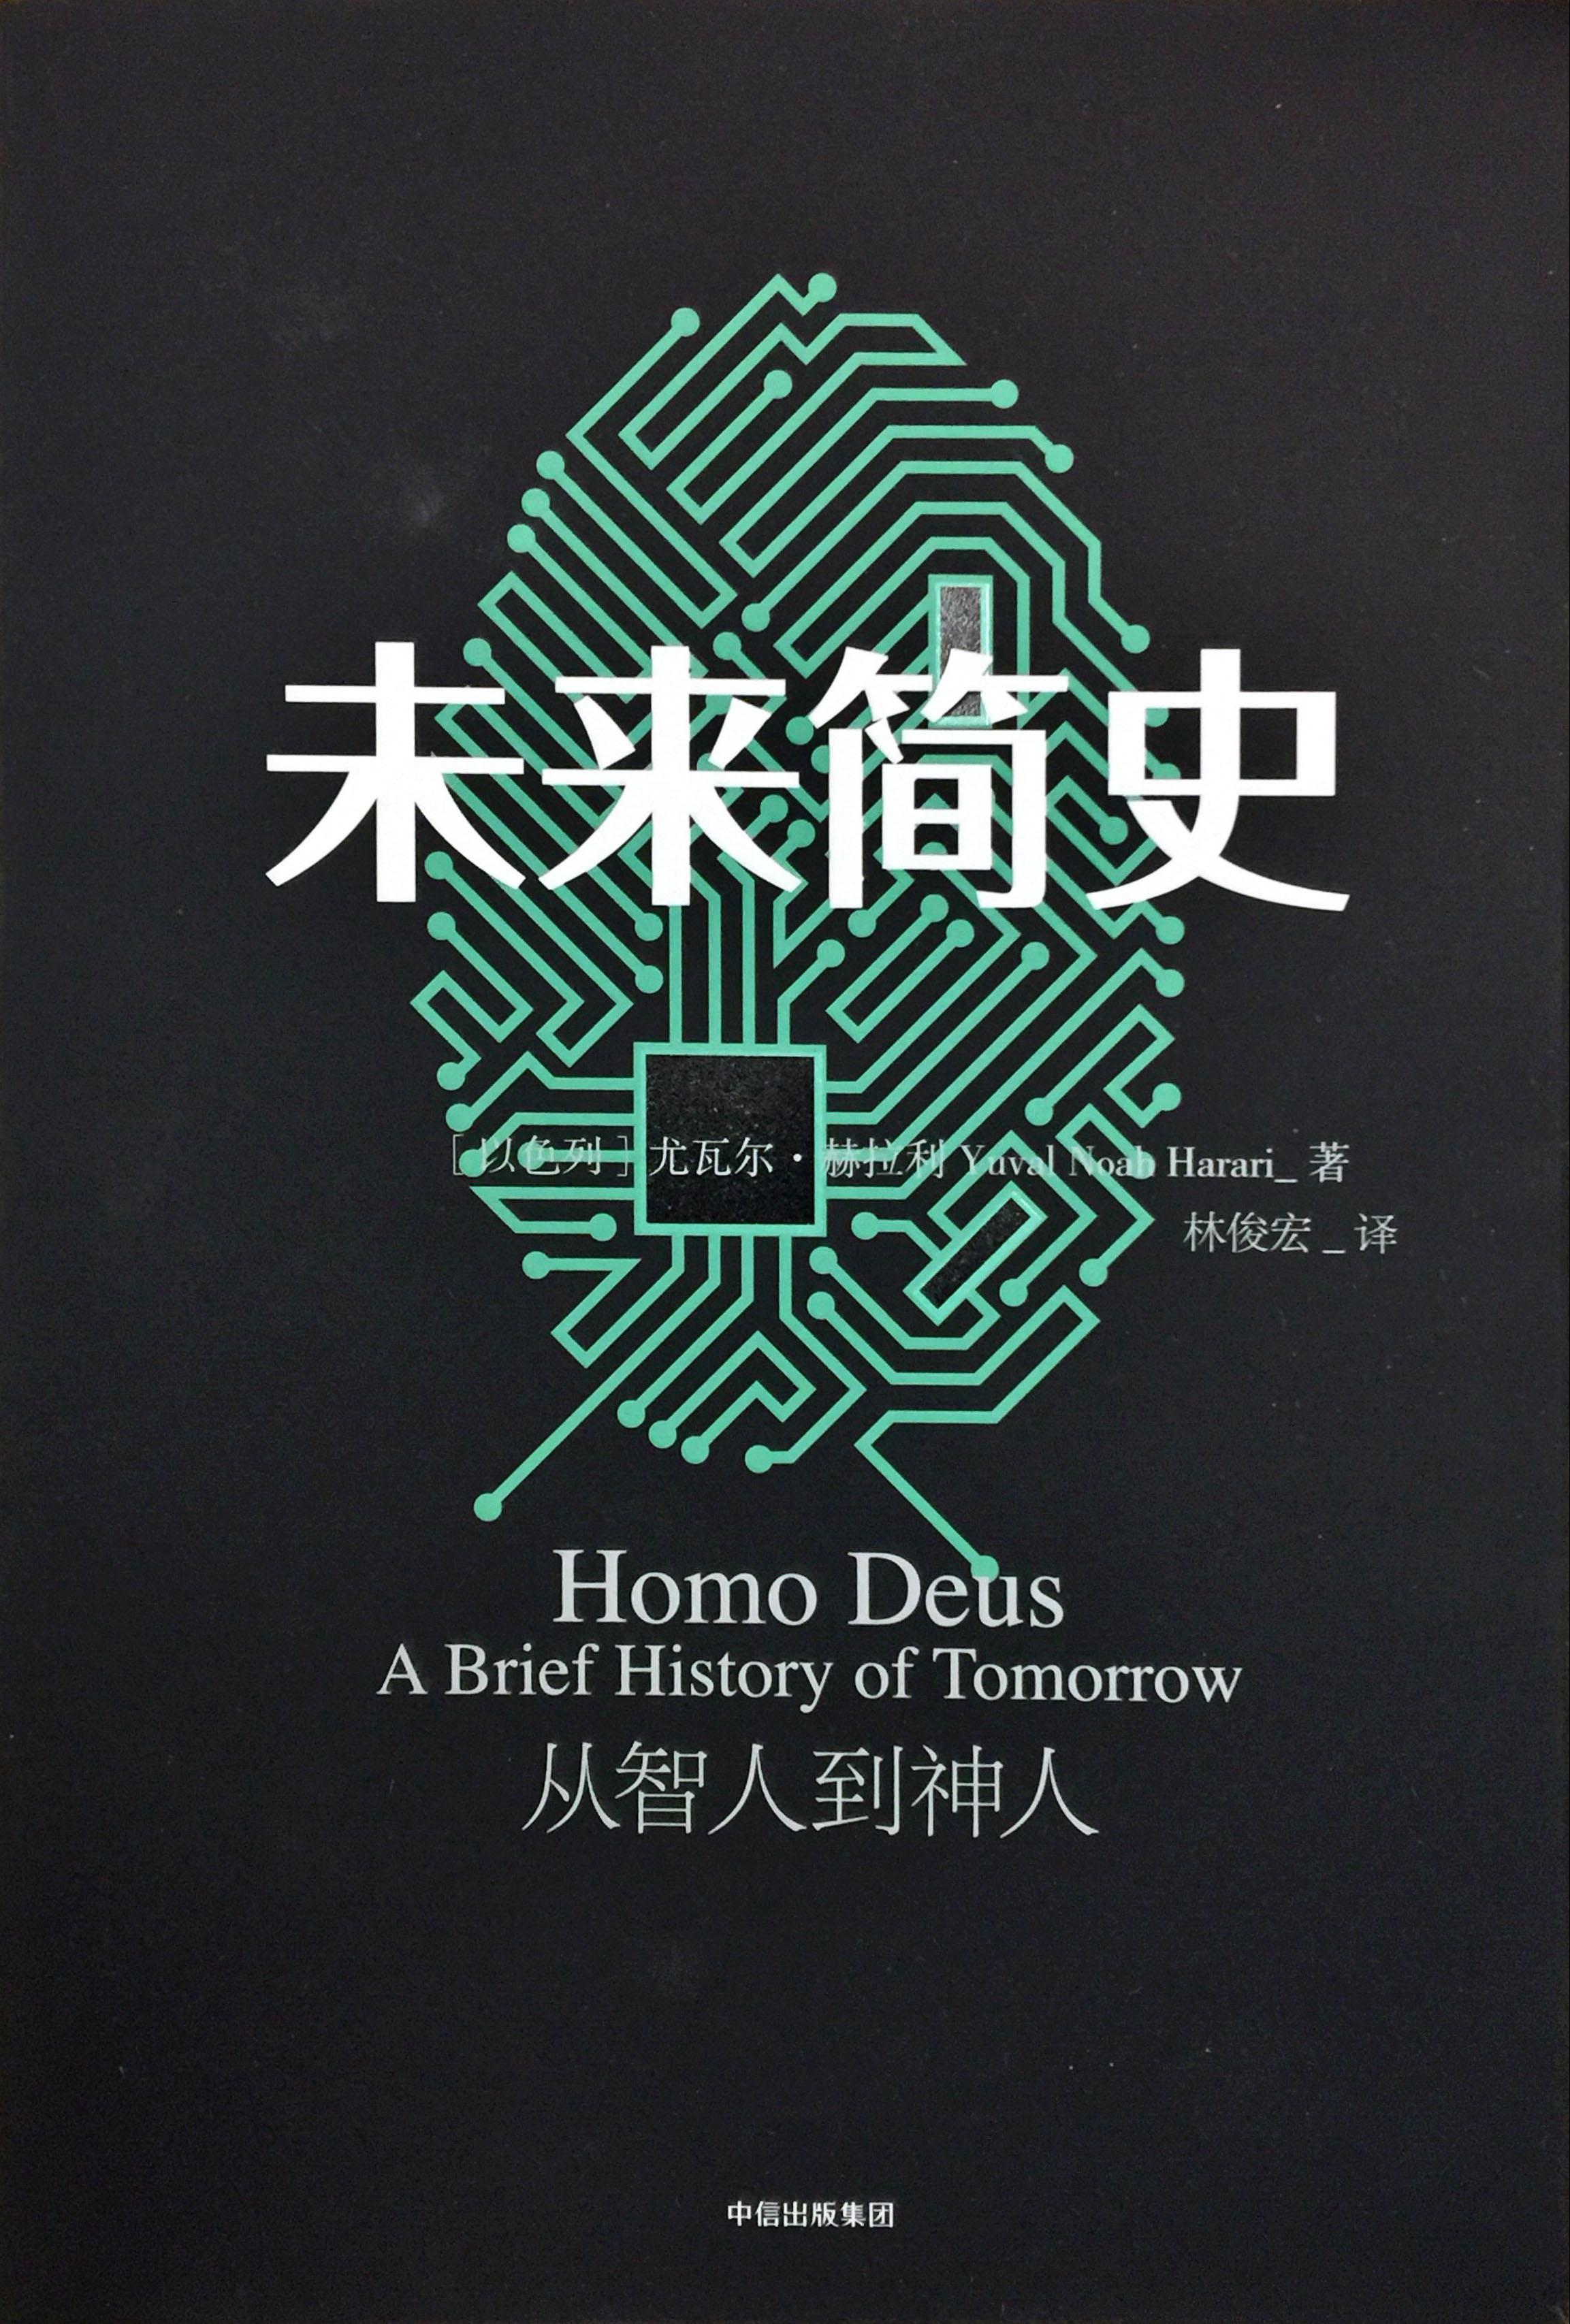 未来简史
[以色列]尤瓦尔·赫拉利 Yuval Noah Harari_ 著
林俊宏_译
Homo Deus
A Brief History of Tomorrow
从智人到神人
中信出版集团